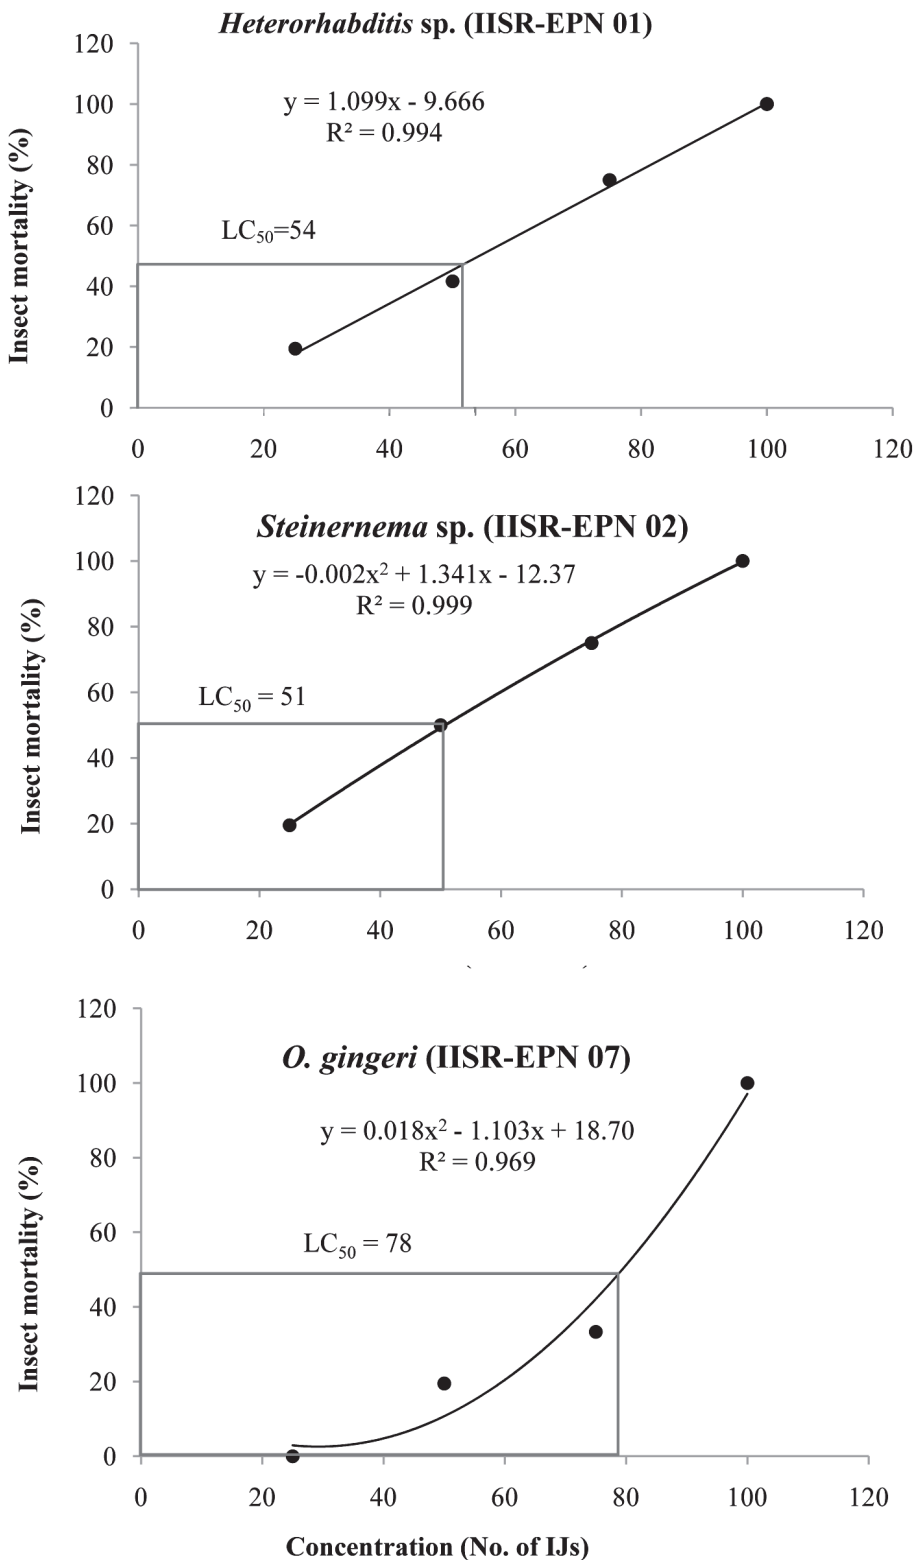 Heterorhabditis sp. (IISR-EPN 01)
120
100
80
60
40
20
0
Insect mortality (%)
y = 1.099x - 9.666
R² = 0.994
LC₅₀=54
0 20 40 60 80 100 120
Steinernema sp. (IISR-EPN 02)
120
100
80
60
40
20
0
Insect mortality (%)
y = -0.002x² + 1.341x - 12.37
R² = 0.999
LC₅₀ = 51
0 20 40 60 80 100 120
O. gingeri (IISR-EPN 07)
120
100
80
60
40
20
0
Insect mortality (%)
y = 0.018x² - 1.103x + 18.70
R² = 0.969
LC₅₀ = 78
0 20 40 60 80 100 120
Concentration (No. of IJs)